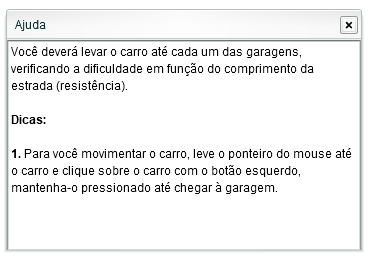 Ajuda
Você deverá levar o carro até cada um das garagens,
verificando a dificuldade em função do comprimento da
estrada (resistência).
Dicas:
1. Para você movimentar o carro, leve o ponteiro do mouse até
o carro e clique sobre o carro com o botão esquerdo,
mantenha-o pressionado até chegar à garagem.